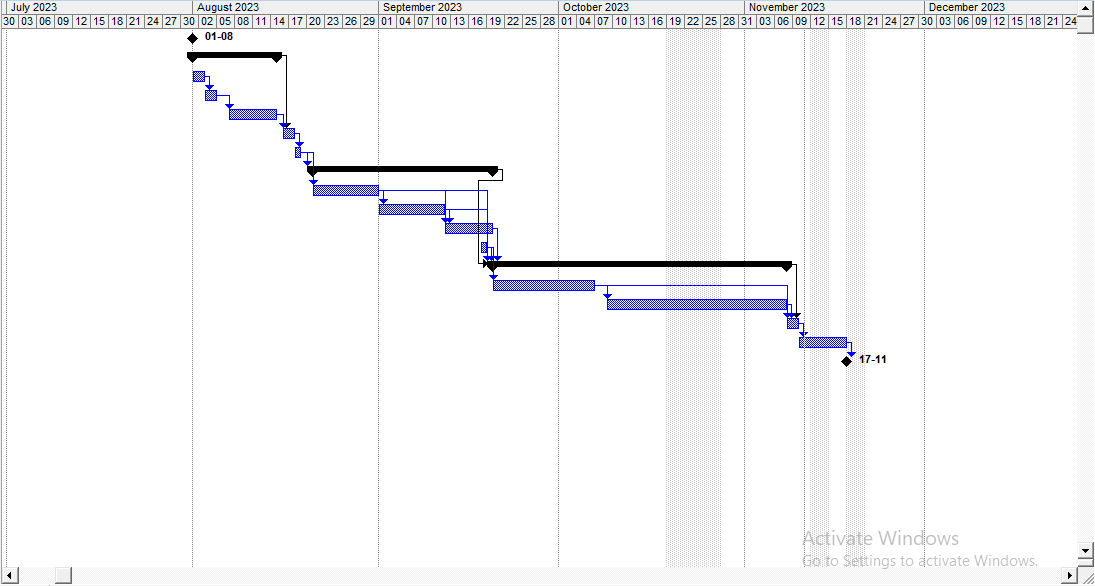 July 2023 August 2023 September 2023 October 2023 November 2023 December 2023
30 03 06 09 12 15 18 21 24 27 30 02 05 08 11 14 17 20 23 26 29 01 04 07 10 13 16 19 22 25 28 01 04 07 10 13 16 19 22 25 28 31 03 06 09 12 15 18 21 24 27 30 03 06 09 12 15 18 21 24
01-08
17-11
Activate Windows
Go to Settings to activate Windows.